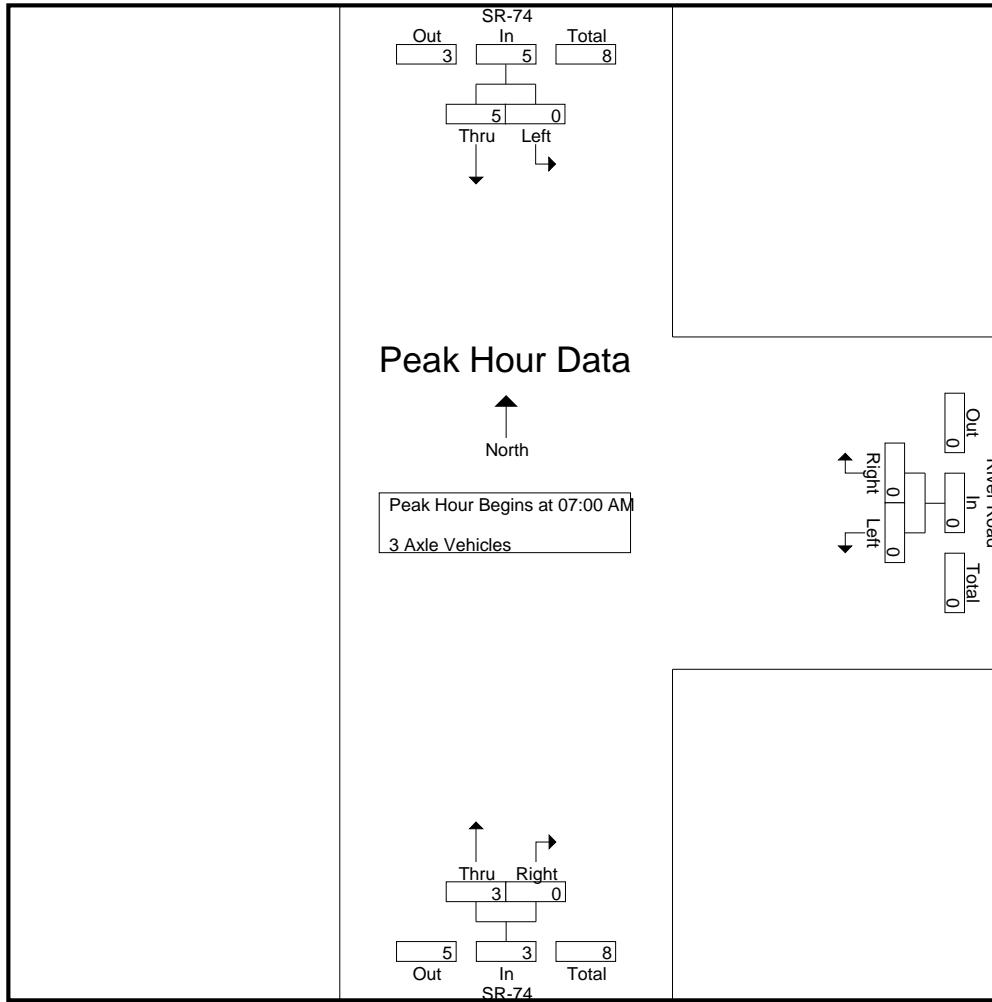 SR-74
Out In Total
3 5 8
5 0
Thru Left
Peak Hour Data
North
Peak Hour Begins at 07:00 AM
3 Axle Vehicles
Right Left
0 0
Out In Total
0 0 0
River Road
Thru Right
3 0
5 3 8
Out In Total
SR-74